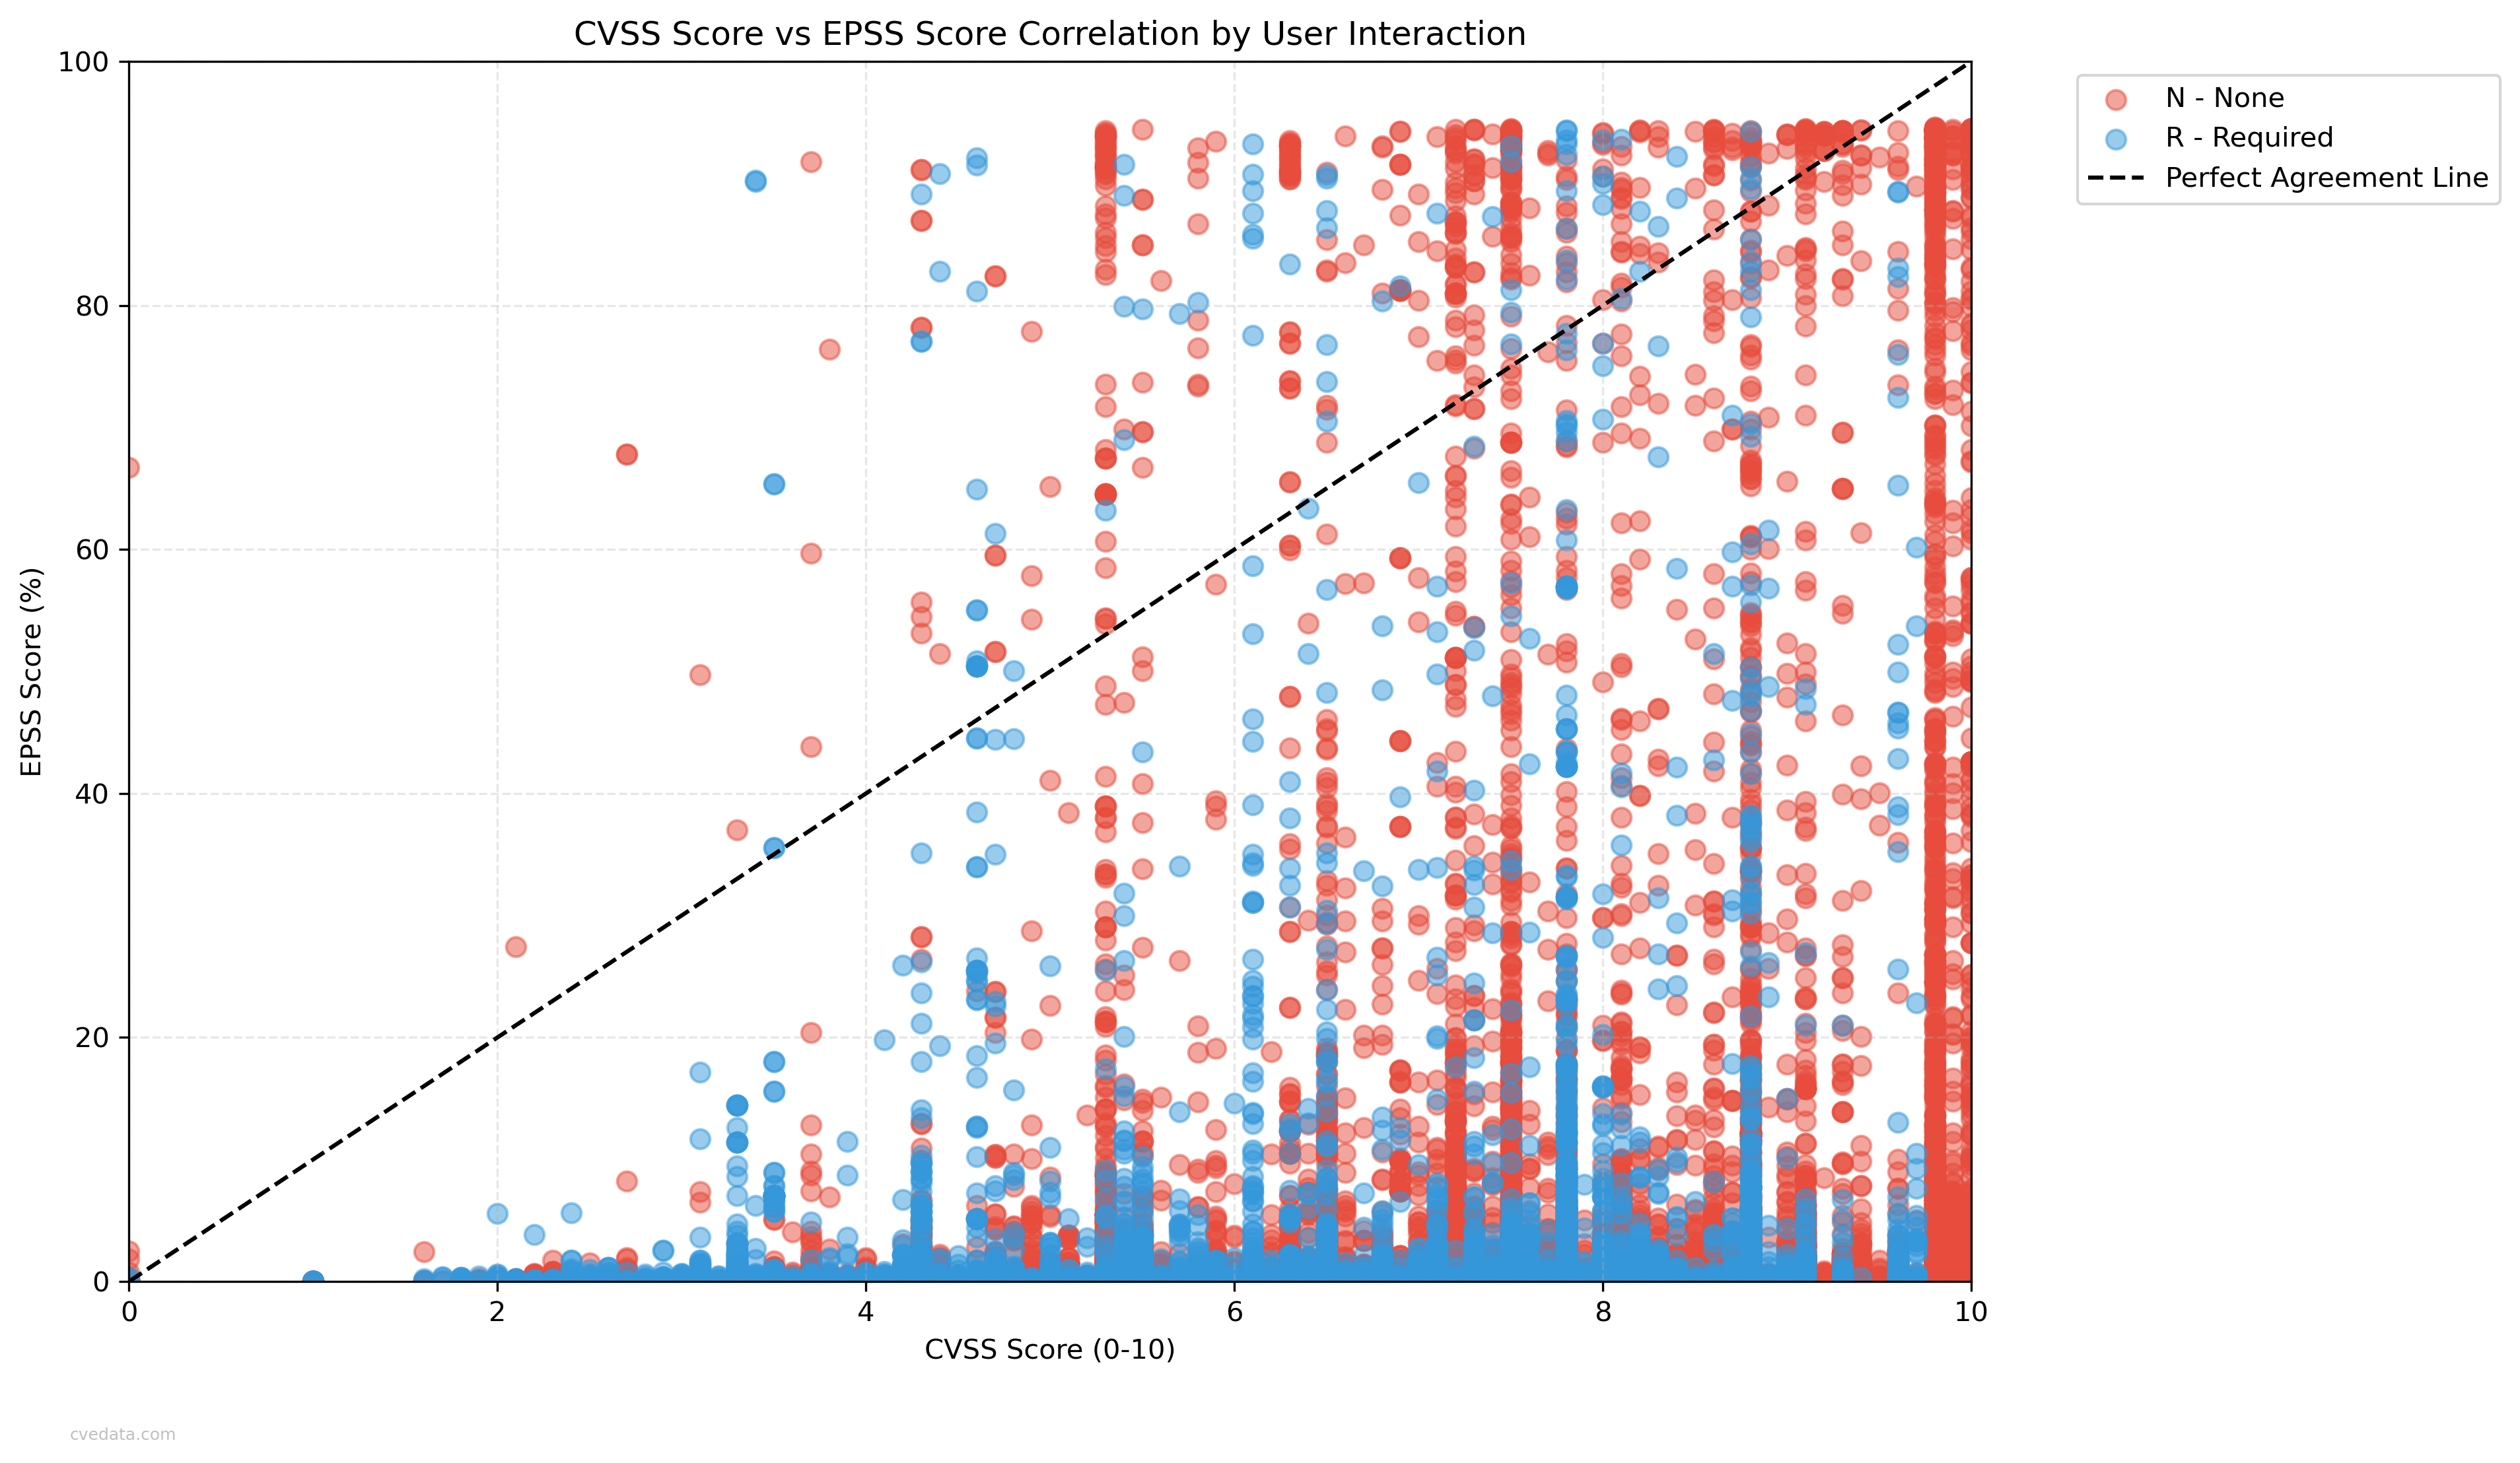 CVSS Score vs EPSS Score Correlation by User Interaction
N - None
R - Required
Perfect Agreement Line
EPSS Score (%)
100
80
60
40
20
0
0 2 4 6 8 10
CVSS Score (0-10)
cvedata.com